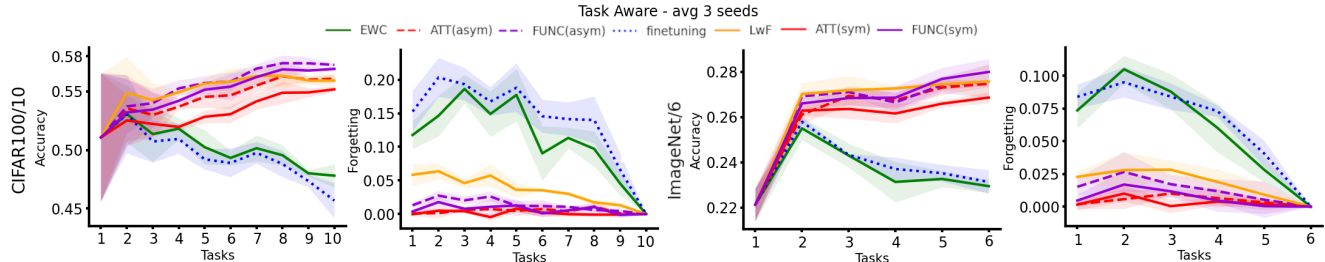 Task Aware - avg 3 seeds
EWC ATT(asym) FUNC(asym) finetuning LwF ATT(sym) FUNC(sym)
CIFAR100/10
Accuracy
0.58
0.55
0.50
0.45
1 2 3 4 5 6 7 8 9 10
Tasks
Forgetting
0.20
0.15
0.10
0.05
0.00
1 2 3 4 5 6 7 8 9 10
Tasks
ImageNet/6
Accuracy
0.28
0.26
0.24
0.22
1 2 3 4 5 6
Tasks
Forgetting
0.100
0.075
0.050
0.025
0.000
1 2 3 4 5 6
Tasks